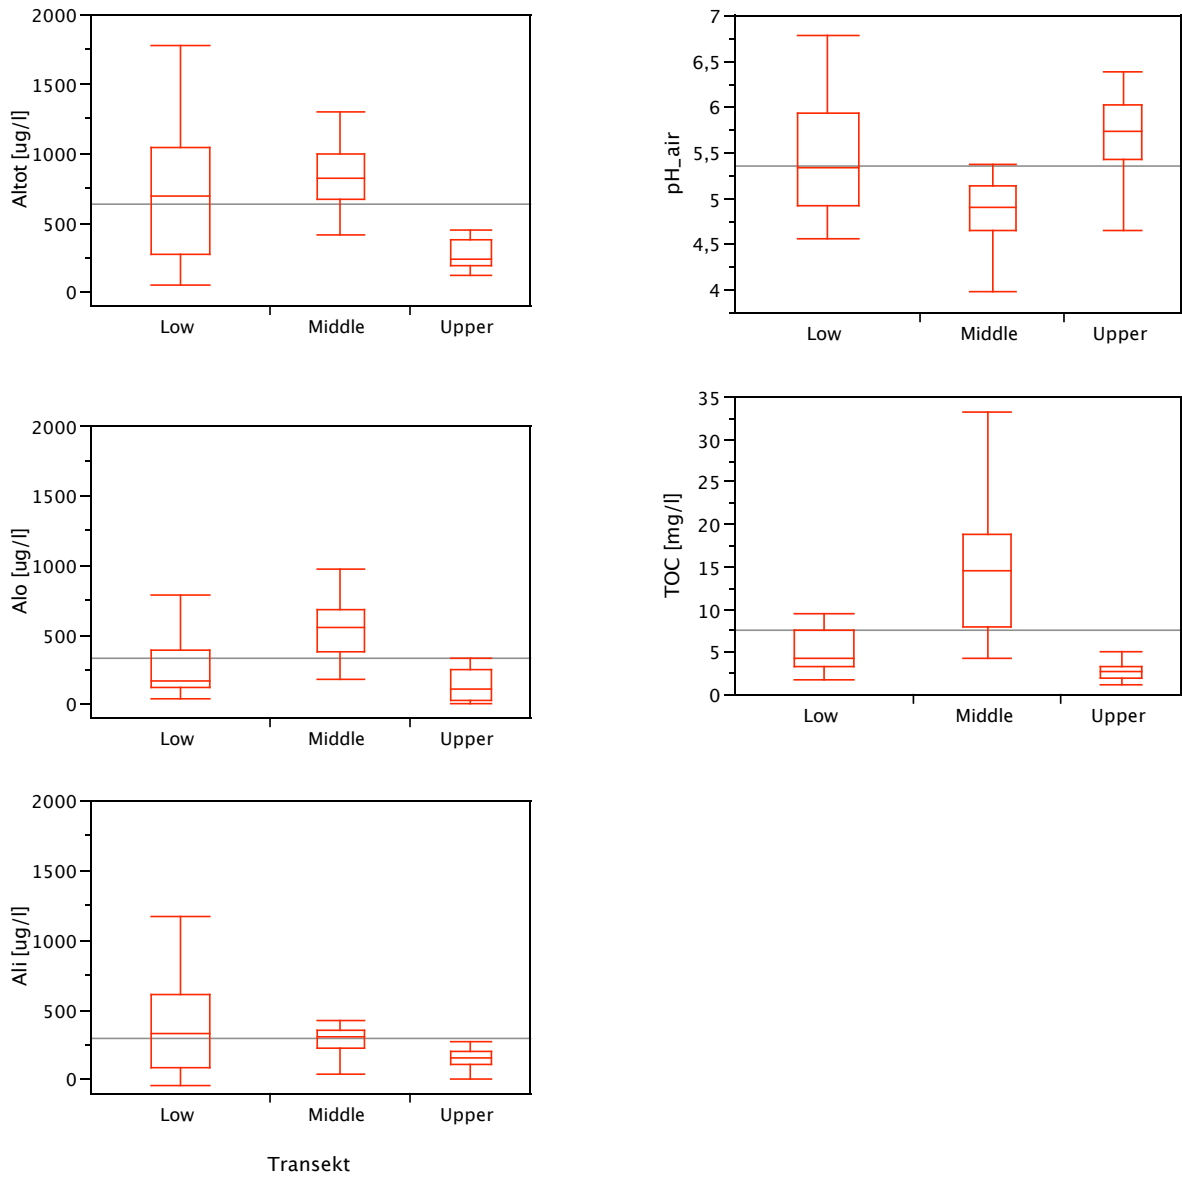 Altot [ug/l]
2000
1500
1000
500
0
Low Middle Upper
pH_air
7
6,5
6
5,5
5
4,5
4
Low Middle Upper
Alo [ug/l]
2000
1500
1000
500
0
Low Middle Upper
TOC [mg/l]
35
30
25
20
15
10
5
0
Low Middle Upper
Ali [ug/l]
2000
1500
1000
500
0
Low Middle Upper
Transekt